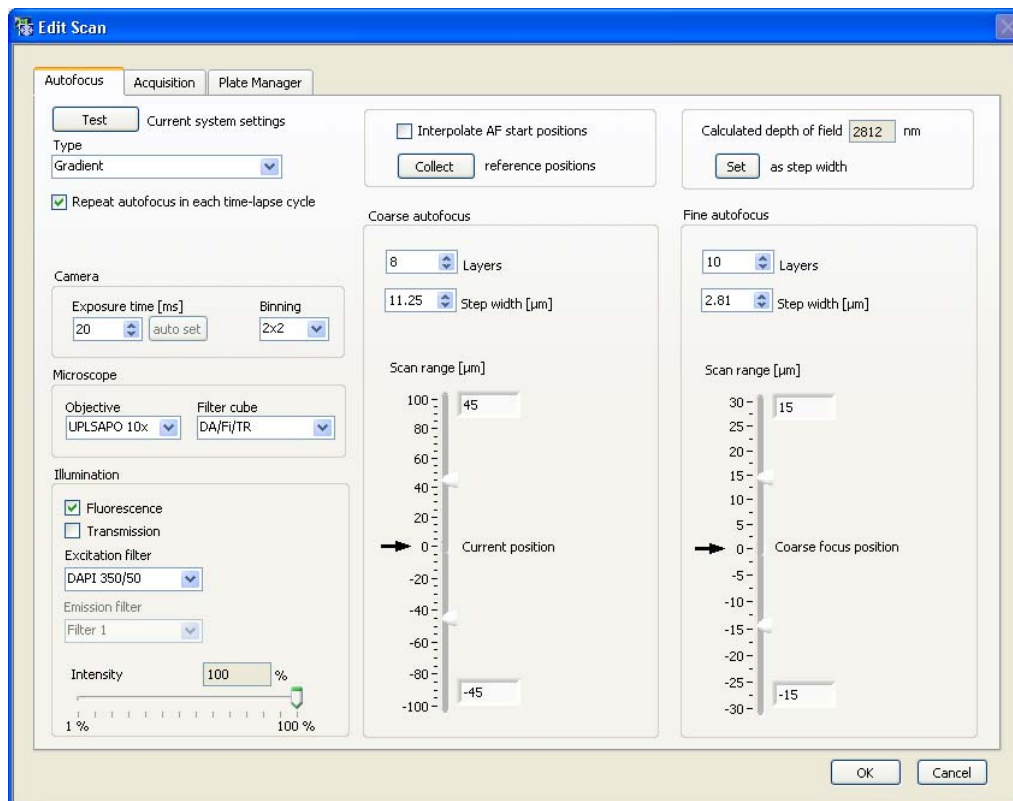 Edit Scan
Autofocus
Acquisition
Plate Manager
Test
Current system settings
Type
Gradient
Repeat autofocus in each time-lapse cycle
Interpolate AF start positions
Collect
reference positions
Calculated depth of field 2812 nm
Set
as step width
Camera
Exposure time [ms]
Binning
20
auto set
2x2
Microscope
Objective
Filter cube
UPLSAPO 10x
DA/Fi/TR
Illumination
Fluorescence
Transmission
Excitation filter
DAPI 350/50
Emission filter
Filter 1
Intensity
100
%
1 %
100 %
Coarse autofocus
8
Layers
11.25
Step width [µm]
Scan range [µm]
100
80
60
40
20
0
-20
-40
-60
-80
-100
45
Current position
-45
Fine autofocus
10
Layers
2.81
Step width [µm]
Scan range [µm]
30
25
20
15
10
5
0
-5
-10
-15
-20
-25
-30
15
Coarse focus position
-15
OK
Cancel